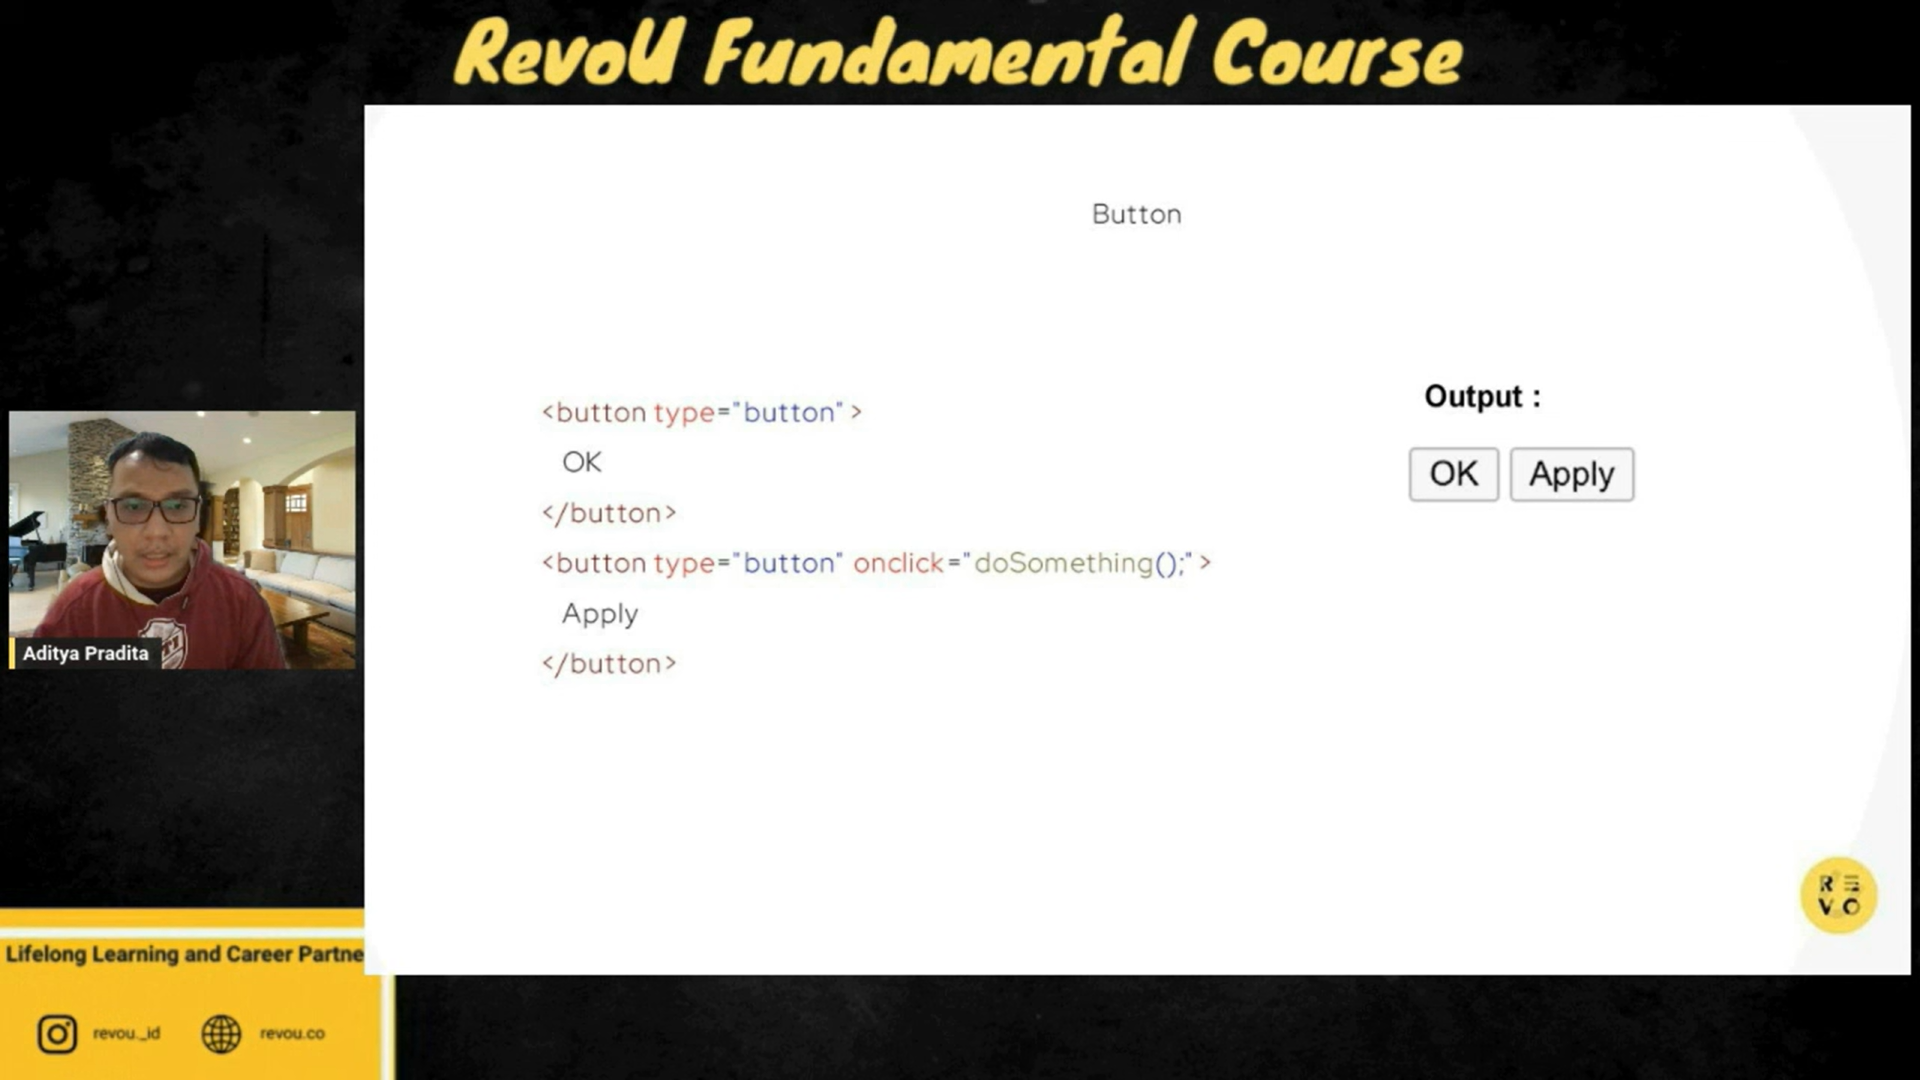 RevoU Fundamental Course
Button
<button type="button" >
OK
</button>
<button type="button" onclick="doSomething();" >
Apply
</button>
Output :
OK Apply
Aditya Pradita
R E
V O
Lifelong Learning and Career Partne
revou_id revou.co